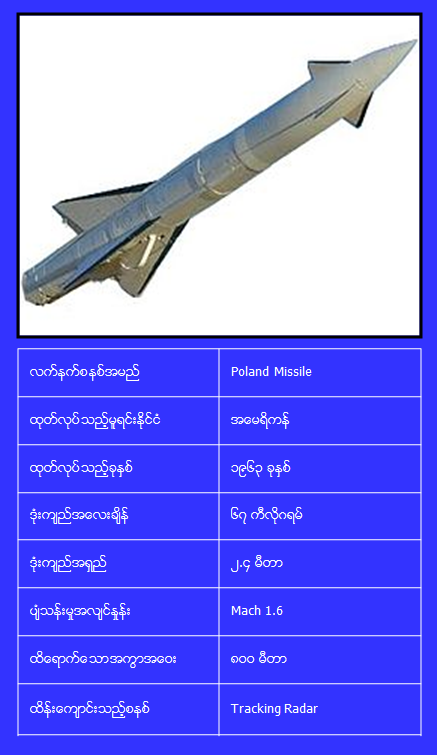 လက်နက်စနစ်အမည် Poland Missile
ထုတ်လုပ်သည့်မူရင်းနိုင်ငံ အမေရိကန်
ထုတ်လုပ်သည့်ခုနှစ် ၁၉၆၃ ခုနှစ်
ဒုံးကျည်အလေးချိန် ၆၇ ကီလိုဂရမ်
ဒုံးကျည်အရှည် ၂.၄ မီတာ
ပျံသန်းမှုအလျင်နှုန်း Mach 1.6
ထိရောက်သောအကွာအဝေး ၈၀၀ မီတာ
ထိန်းကျောင်းသည့်စနစ် Tracking Radar